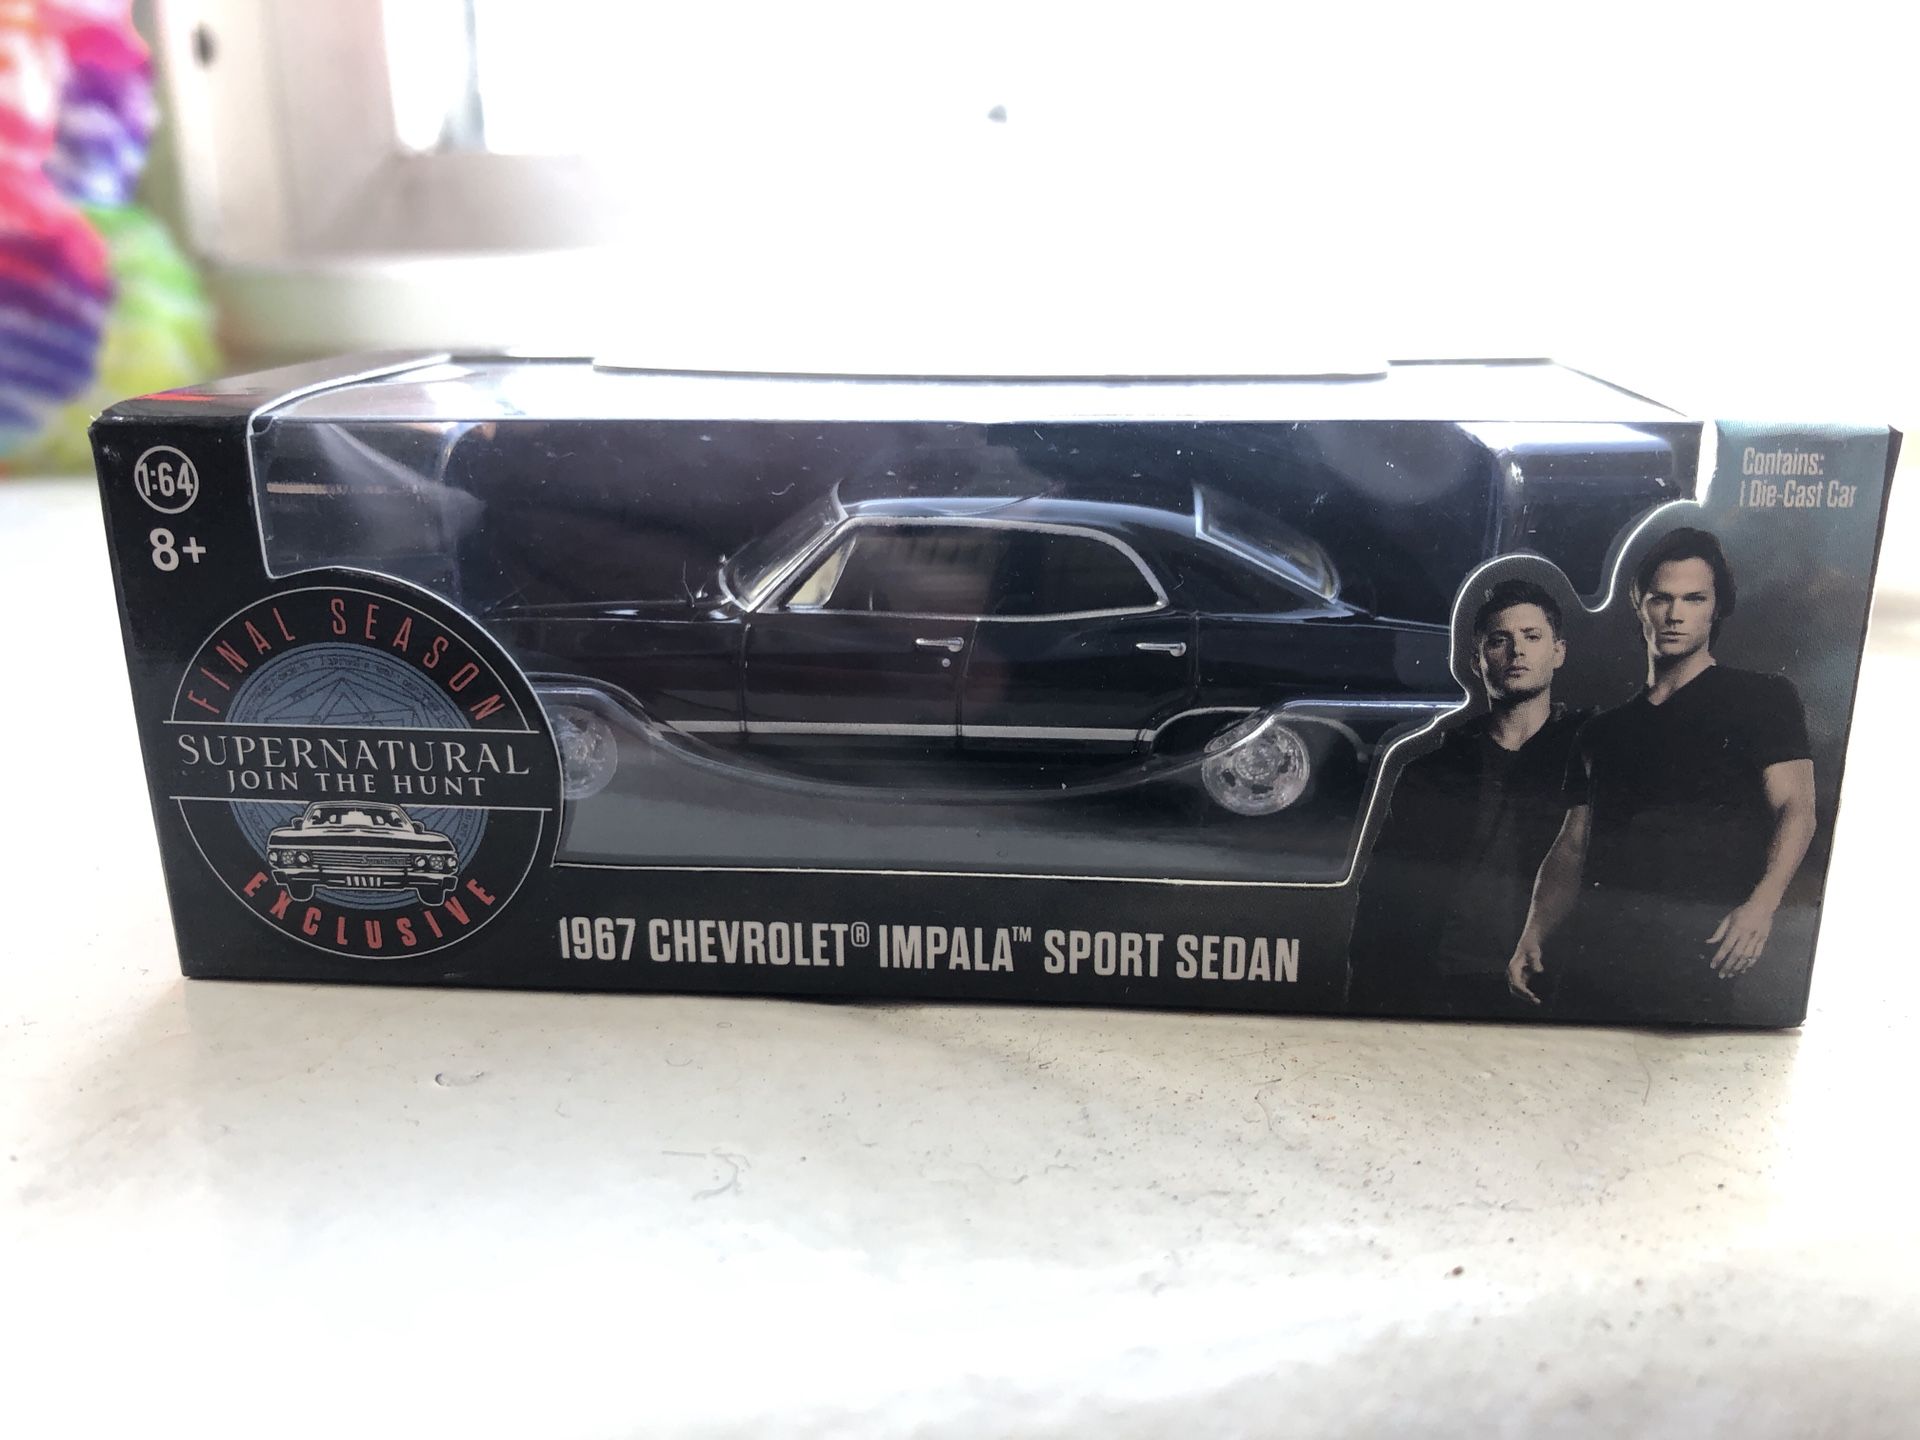 1:64
8+
Contains:
1 Die-Cast Car
FINAL SEASON
SUPERNATURAL
JOIN THE HUNT
EXCLUSIVE
1967 CHEVROLET® IMPALA™ SPORT SEDAN